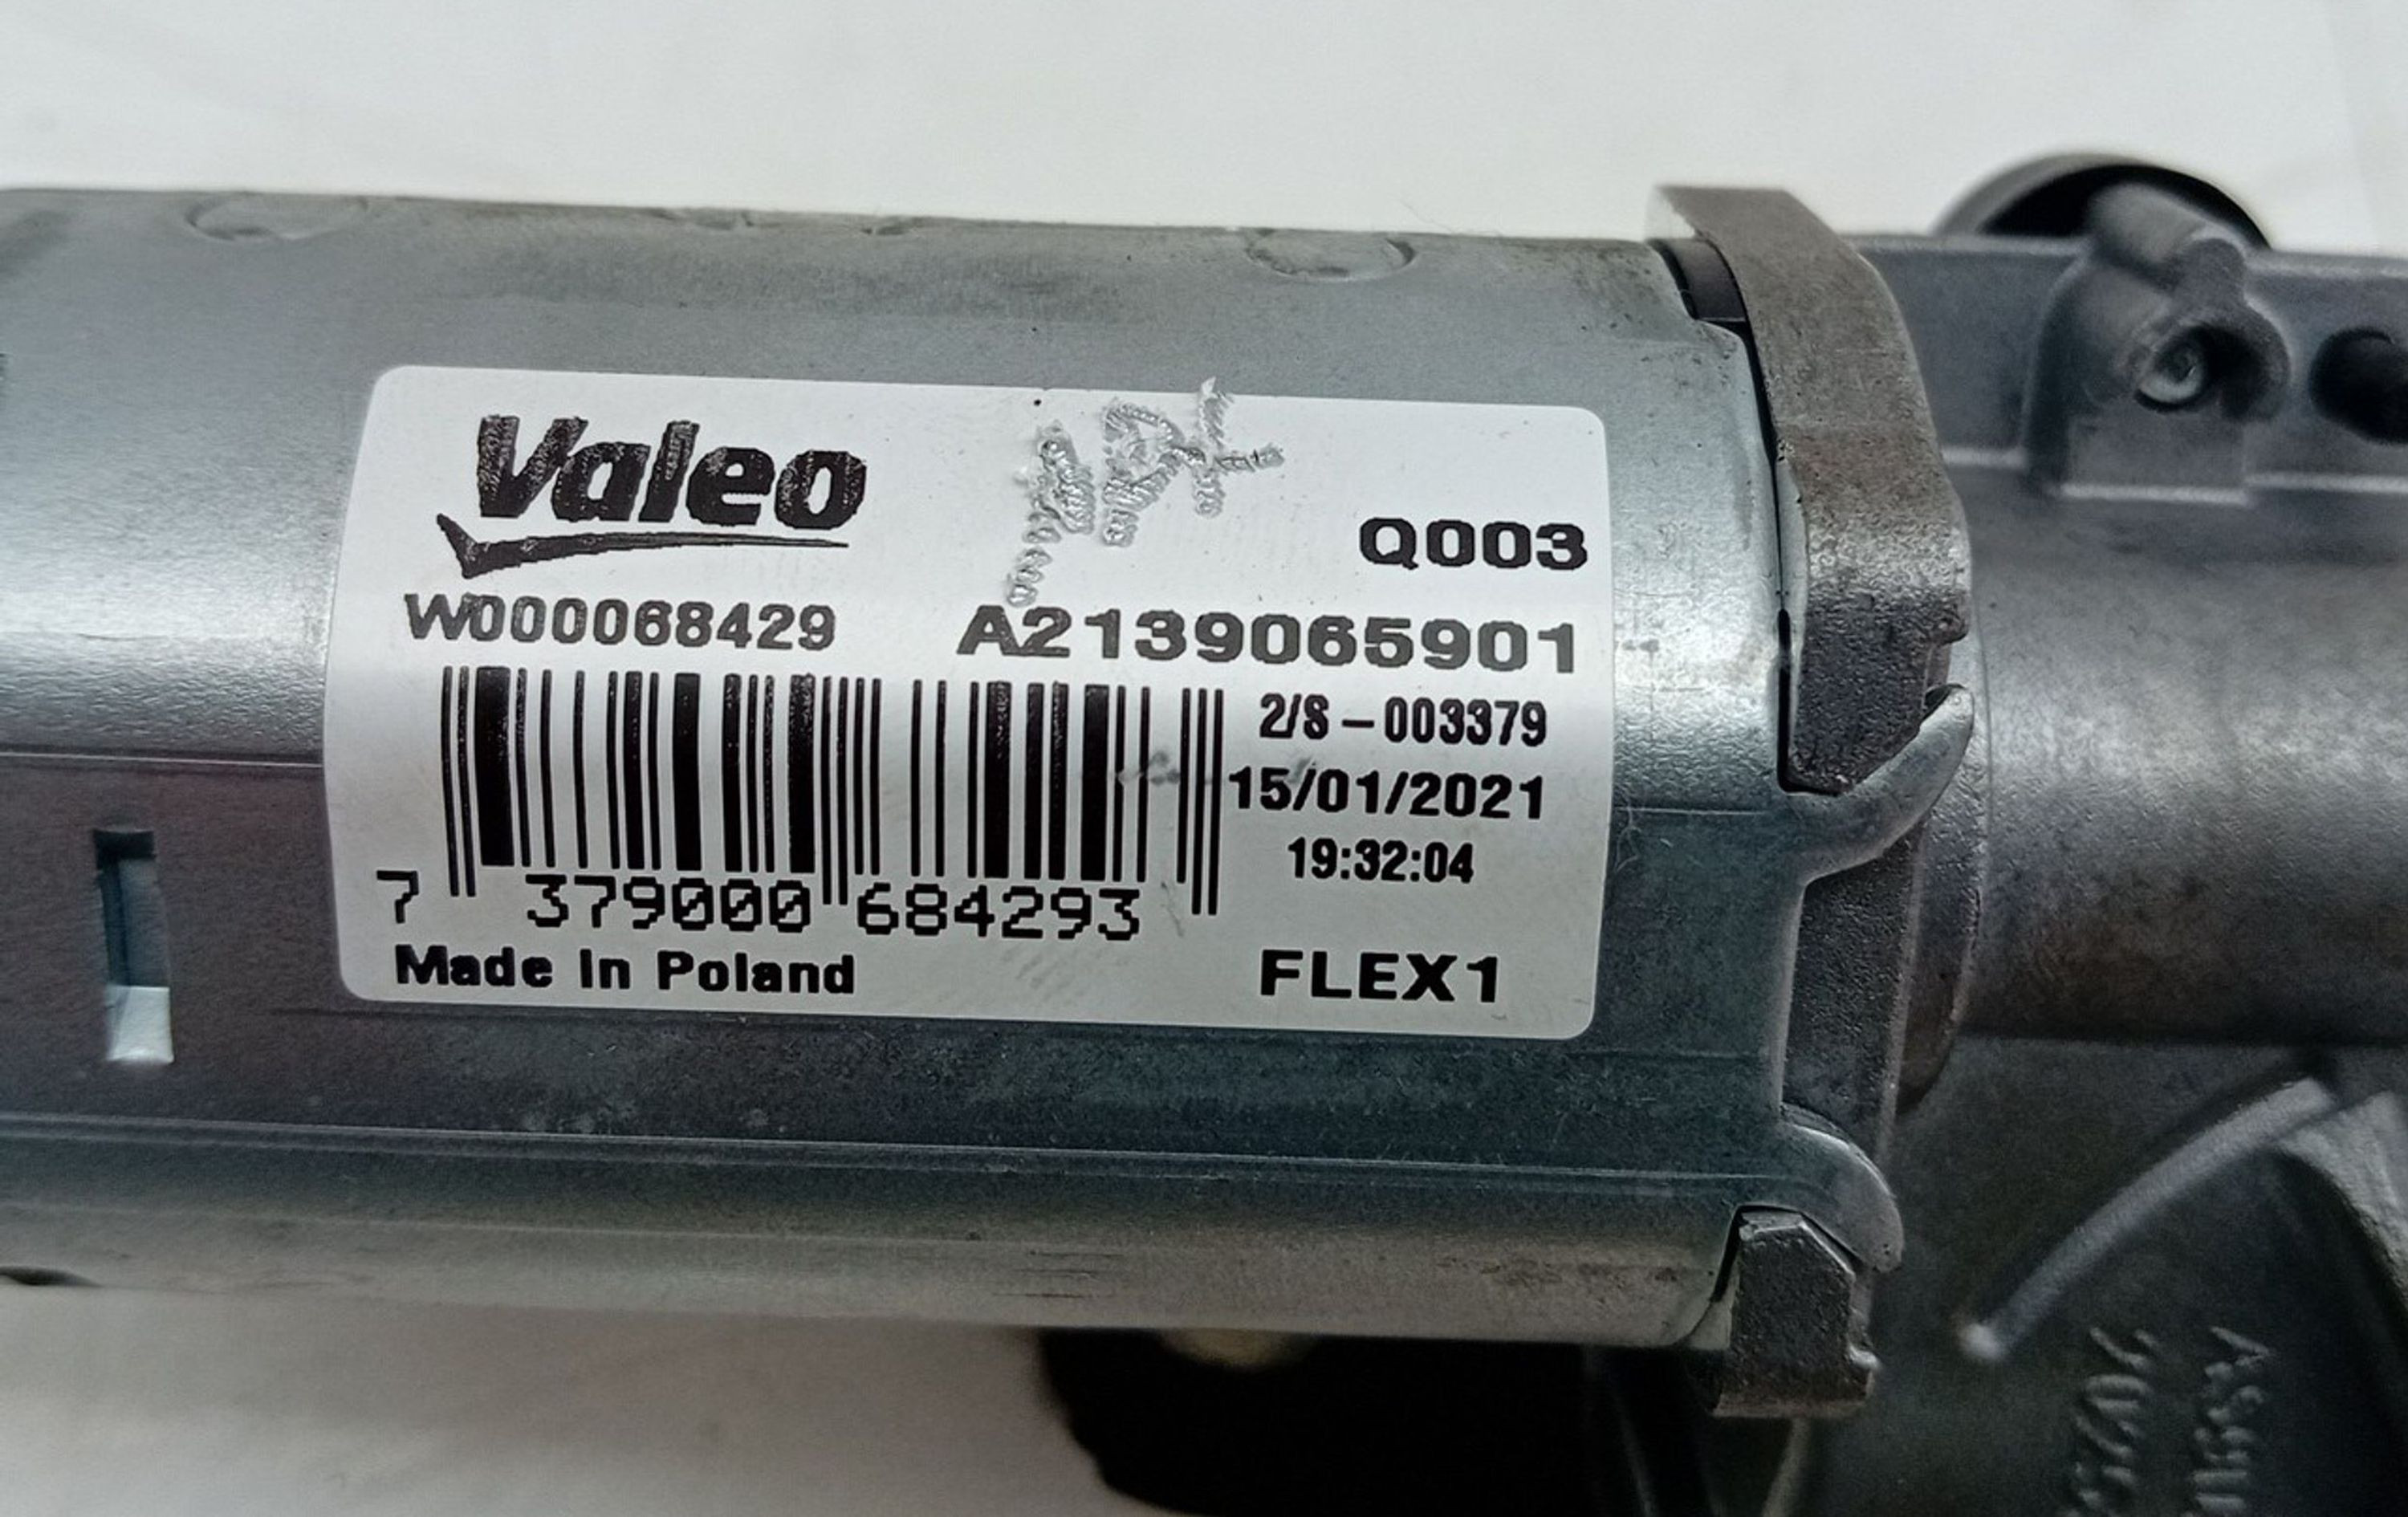 Valeo
Q003
W000068429 A2139065901
2/8-003379
15/01/2021
19:32:04
7 379000 684293
Made In Poland FLEX1